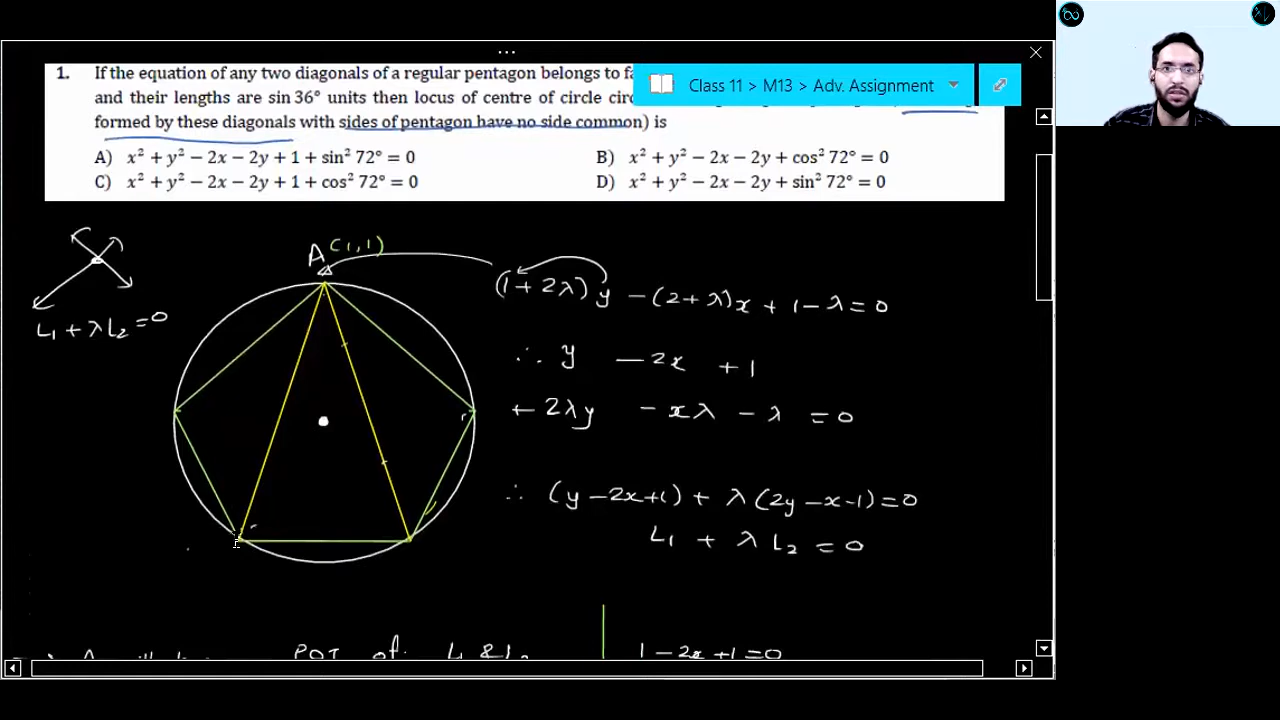 ...
1. If the equation of any two diagonals of a regular pentagon belongs to fa
Class 11 > M13 > Adv. Assignment
and their lengths are sin 36° units then locus of centre of circle circ
formed by these diagonals with sides of pentagon have no side common) is
A) x² + y² − 2x − 2y + 1 + sin² 72° = 0
B) x² + y² − 2x − 2y + cos² 72° = 0
C) x² + y² − 2x − 2y + 1 + cos² 72° = 0
D) x² + y² − 2x − 2y + sin² 72° = 0
A (1,1)
L₁ + λL₂ = 0
(1 + 2λ)y − (2 + λ)x + 1 − λ = 0
∴ y − 2x + 1
+ 2λy − xλ − λ = 0
∴ (y − 2x + 1) + λ(2y − x − 1) = 0
L₁ + λL₂ = 0
POI of L₁ & L₂
1 − 2x + 1 = 0